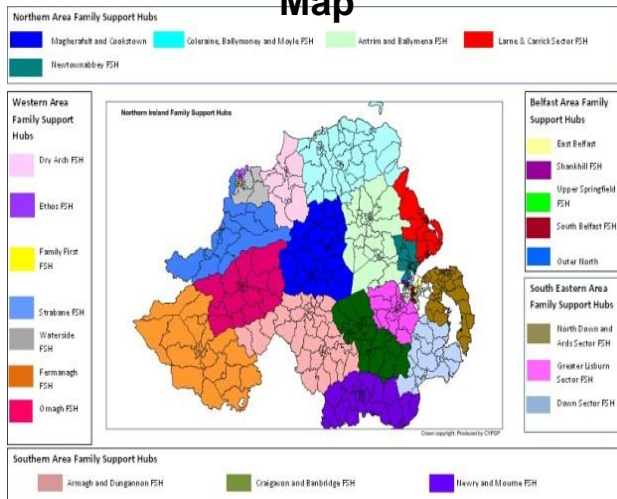 Map
Northern Area Family Support Hubs
Magherafelt and Cookstown
Coleraine, Ballymoney and Moyle FSH
Antrim and Ballymena FSH
Larne & Carrick Sector FSH
Newtownabbey FSH
Western Area
Family Support
Hubs
Dry Arch FSH
Ethos FSH
Family First
FSH
Strabane FSH
Waterside
FSH
Fermanagh
FSH
Omagh FSH
Northern Ireland Family Support Hubs
Crown copyright. Produced by CYPSP
Belfast Area Family
Support Hubs
East Belfast
Shankhill FSH
Upper Springfield
FSH
South Belfast FSH
Outer North
South Eastern Area
Family Support Hubs
North Down and
Ards Sector FSH
Greater Lisburn
Sector FSH
Down Sector FSH
Southern Area Family Support Hubs
Armagh and Dungannon FSH
Craigavon and Banbridge FSH
Newry and Mourne FSH